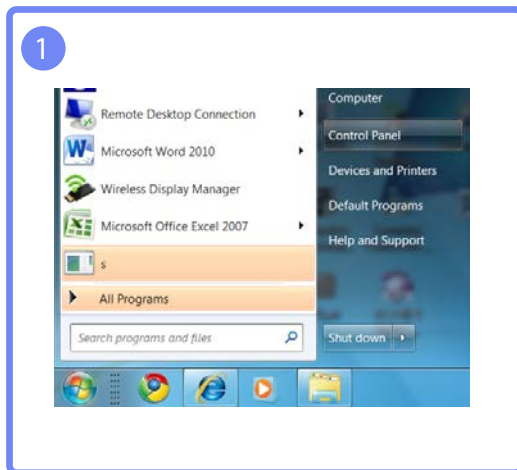 1
Remote Desktop Connection
Microsoft Word 2010
Wireless Display Manager
Microsoft Office Excel 2007
s
All Programs
Search programs and files
Computer
Control Panel
Devices and Printers
Default Programs
Help and Support
Shut down